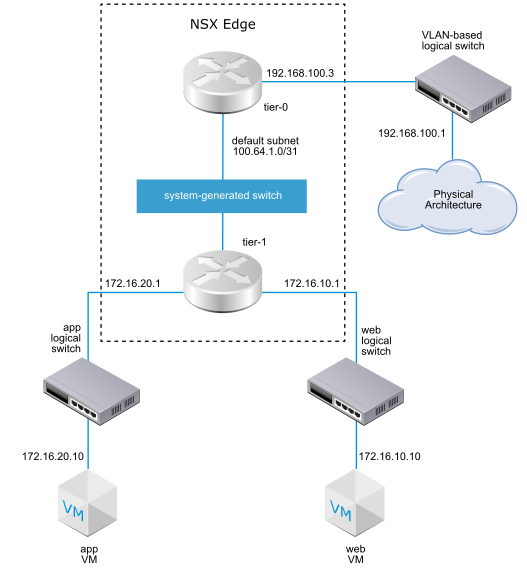 NSX Edge
VLAN-based
logical switch
192.168.100.3
tier-0
192.168.100.1
default subnet
100.64.1.0/31
Physical
Architecture
system-generated switch
tier-1
172.16.20.1
172.16.10.1
app
logical
switch
web
logical
switch
172.16.20.10
172.16.10.10
VM
VM
app
VM
web
VM